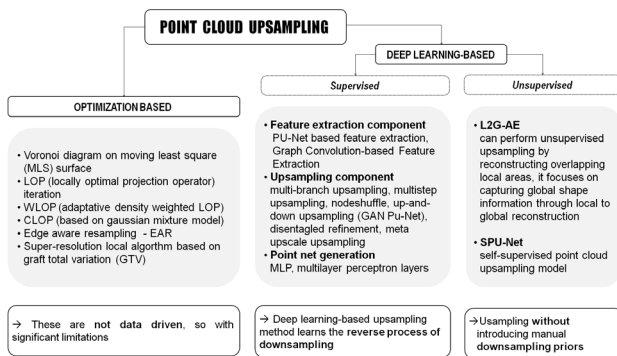 POINT CLOUD UPSAMPLING
DEEP LEARNING-BASED
Supervised
Unsupervised
OPTIMIZATION BASED
• Voronoi diagram on moving least square
(MLS) surface
• LOP (locally optimal projection operator)
iteration
• WLOP (adaptative density weighted LOP)
• CLOP (based on gaussian mixture model)
• Edge aware resampling - EAR
• Super-resolution local algorthm based on
graft total variation (GTV)
• Feature extraction component
PU-Net based feature extraction,
Graph Convolution-based Feature
Extraction
• Upsampling component
multi-branch upsampling, multistep
upsampling, nodeshuffle, up-and-
down upsampling (GAN Pu-Net),
disentagled refinement, meta
upscale upsampling
• Point net generation
MLP, multilayer perceptron layers
• L2G-AE
can perform unsupervised
upsampling by
reconstructing overlapping
local areas, it focuses on
capturing global shape
information through local to
global reconstruction
• SPU-Net
self-supervised point cloud
upsampling model
→ These are not data driven, so with
significant limitations
→ Deep learning-based upsampling
method learns the reverse process of
downsampling
→Usampling without
introducing manual
downsampling priors